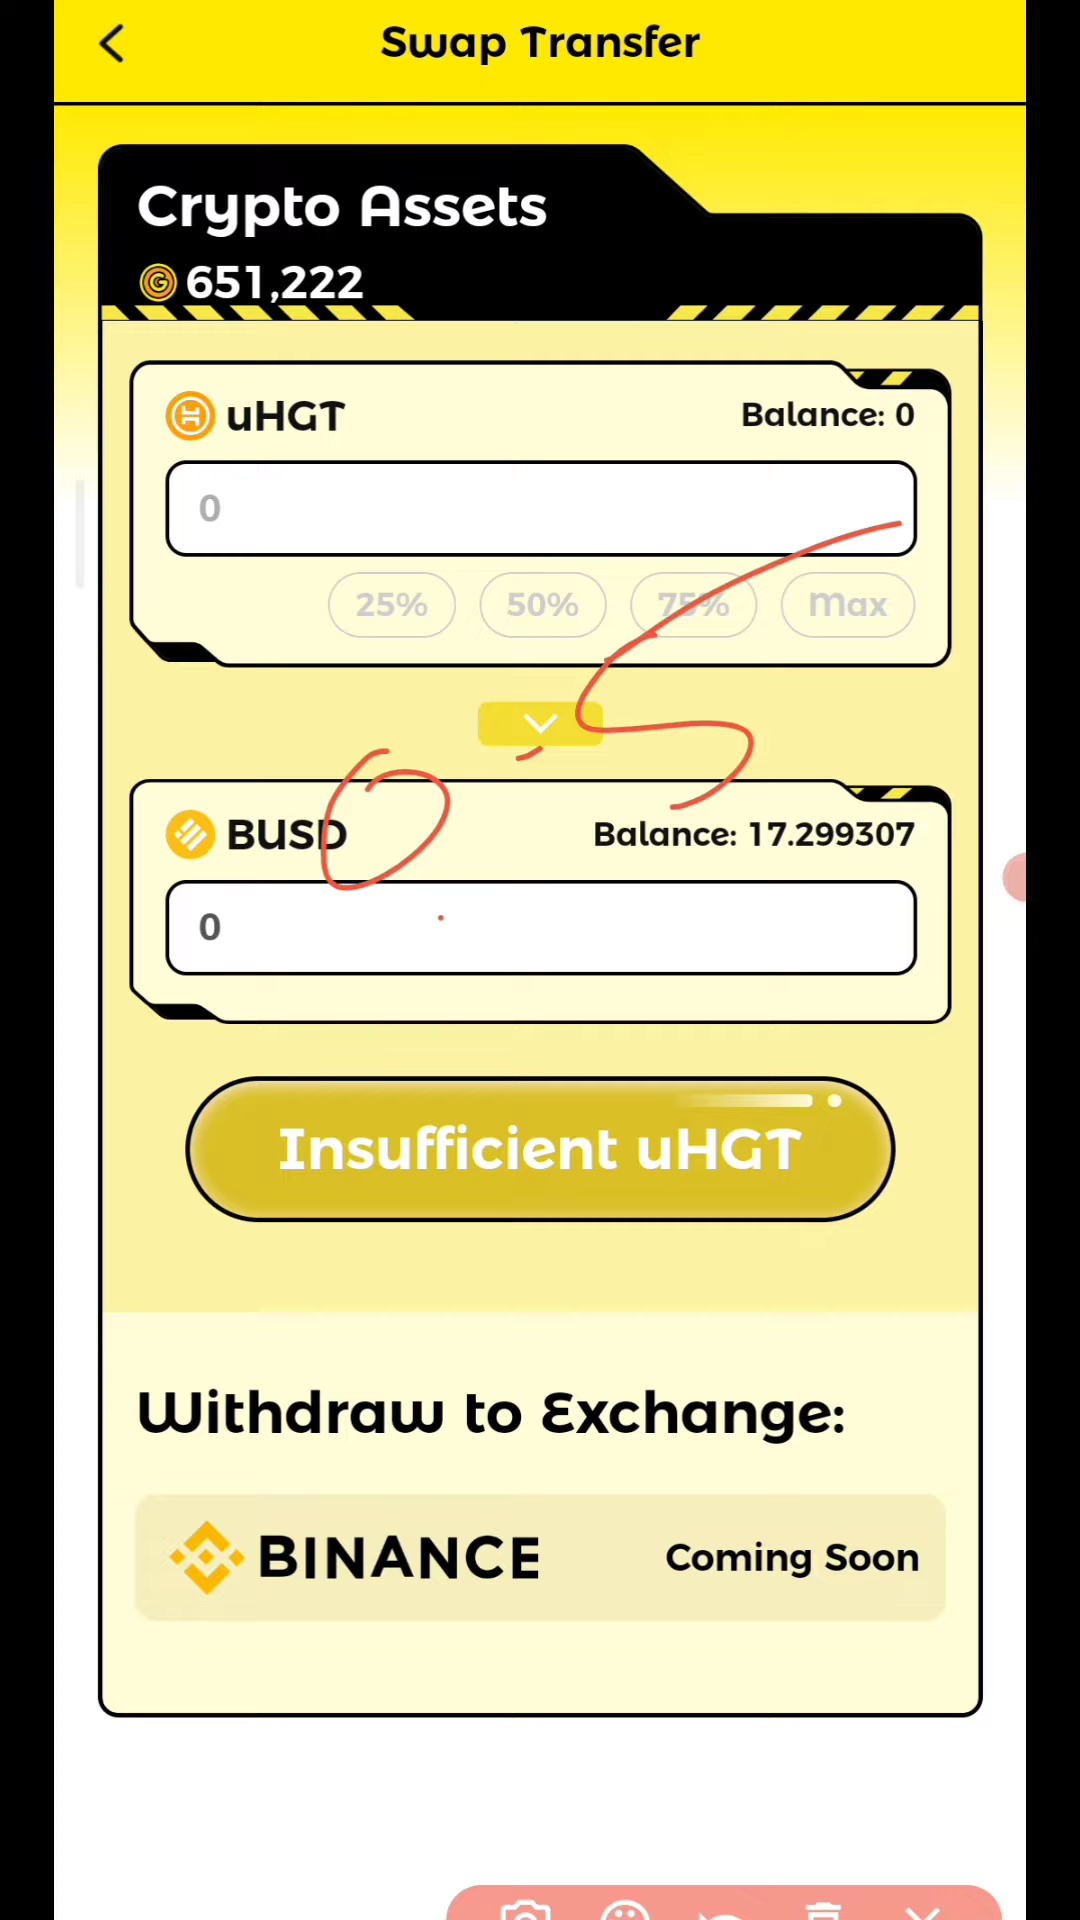 Swap Transfer
Crypto Assets
651,222
uHGT Balance: 0
0
25% 50% 75% Max
BUSD Balance: 17.299307
0
Insufficient uHGT
Withdraw to Exchange:
BINANCE Coming Soon